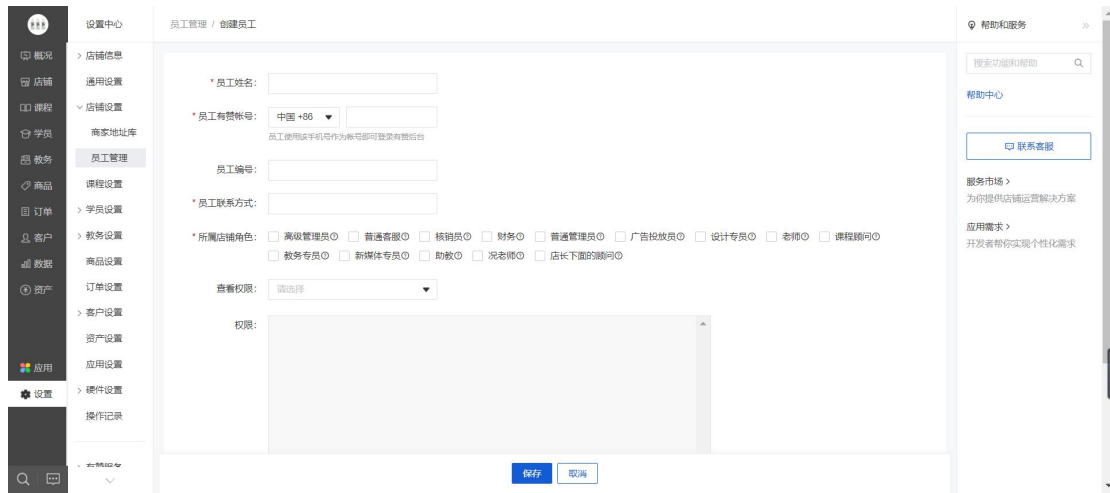 设置中心
员工管理 / 创建员工
帮助和服务 »
概况
店铺
课程
学员
教务
商品
订单
客户
数据
资产
应用
设置
> 店铺信息
通用设置
店铺设置
商家地址库
员工管理
课程设置
> 学员设置
> 教务设置
商品设置
订单设置
> 客户设置
资产设置
应用设置
> 硬件设置
操作记录
> 有赞服务
* 员工姓名：
* 员工有赞帐号： 中国 +86
员工使用该手机号作为帐号即可登录有赞后台
员工编号：
* 员工联系方式：
* 所属店铺角色： 高级管理员 普通客服 核销员 财务 普通管理员 广告投放员 设计专员 老师 课程顾问
教务专员 新媒体专员 助教 况老师 店长下面的顾问
查看权限： 请选择
权限：
保存 取消
搜索功能和帮助
帮助中心
联系客服
服务市场 >
为你提供店铺运营解决方案
应用需求 >
开发者帮你实现个性化需求